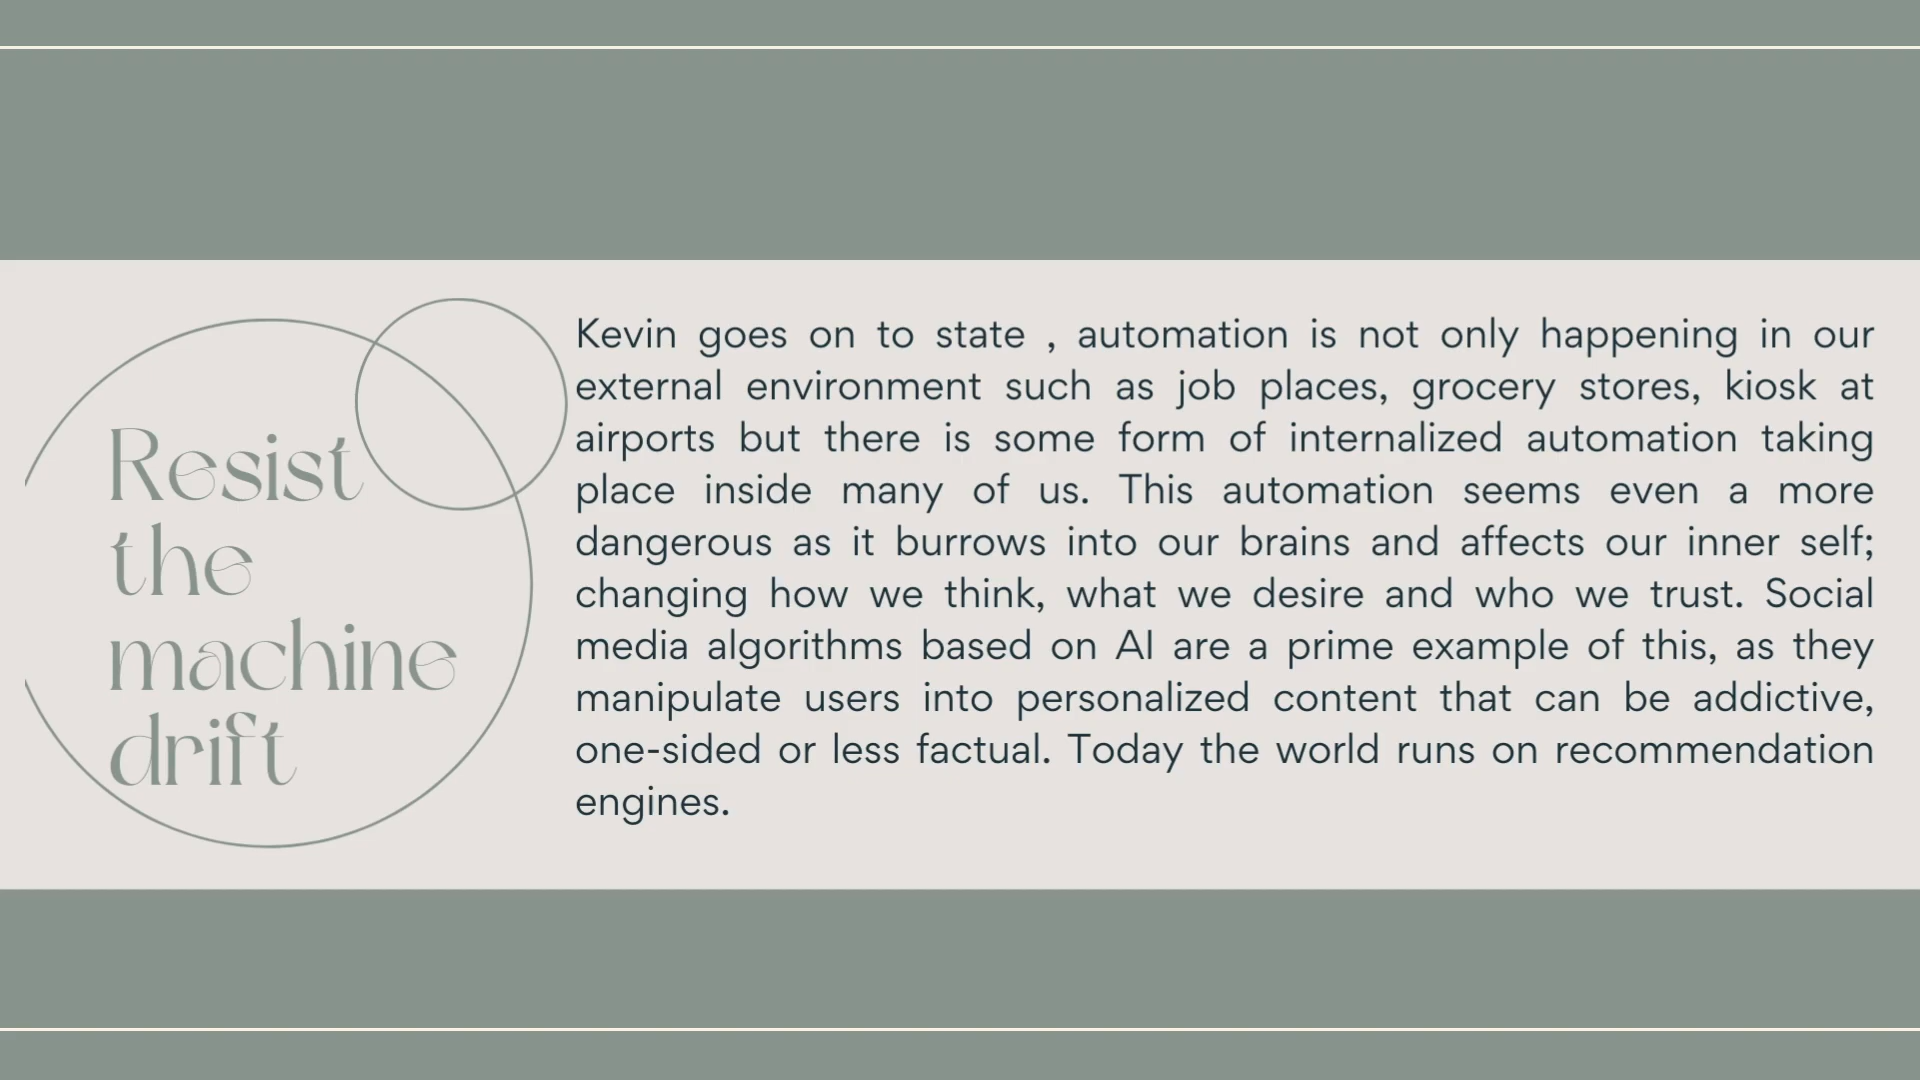 Resist
the
machine
drift
Kevin goes on to state , automation is not only happening in our
external environment such as job places, grocery stores, kiosk at
airports but there is some form of internalized automation taking
place inside many of us. This automation seems even a more
dangerous as it burrows into our brains and affects our inner self;
changing how we think, what we desire and who we trust. Social
media algorithms based on AI are a prime example of this, as they
manipulate users into personalized content that can be addictive,
one-sided or less factual. Today the world runs on recommendation
engines.